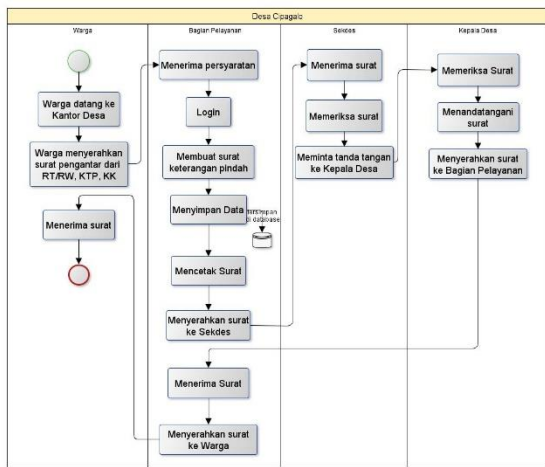 Desa Cipagalo
Warga
Bagian Pelayanan
Sekdes
Kepala Desa
Warga datang ke
Kantor Desa
Warga menyerahkan
surat pengantar dari
RT/RW, KTP, KK
Menerima surat
Menerima persyaratan
Login
Membuat surat
keterangan pindah
Menyimpan Data
di database
Mencetak Surat
Menyerahkan surat
ke Sekdes
Menerima Surat
Menyerahkan surat
ke Warga
Menerima surat
Memeriksa surat
Meminta tanda tangan
ke Kepala Desa
Memeriksa Surat
Menandatangani
surat
Menyerahkan surat
ke Bagian Pelayanan